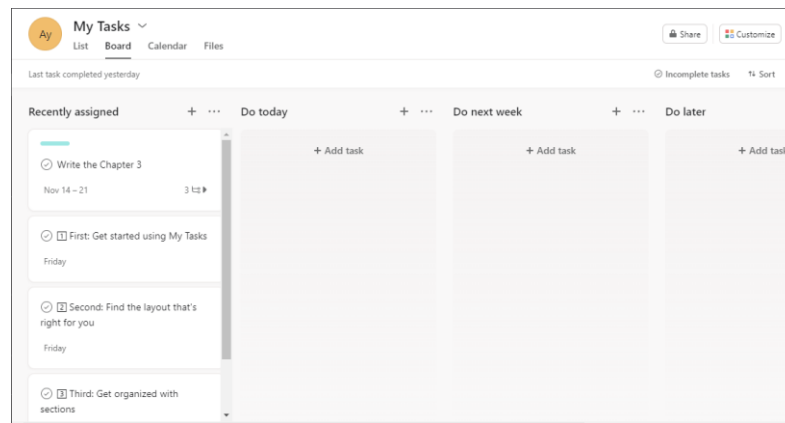 Ay
My Tasks
List Board Calendar Files
Share Customize
Last task completed yesterday
Incomplete tasks Sort
Recently assigned
Do today
Do next week
Do later
Write the Chapter 3
Nov 14 – 21 3
1 First: Get started using My Tasks
Friday
2 Second: Find the layout that's
right for you
Friday
3 Third: Get organized with
sections
+ Add task
+ Add task
+ Add task